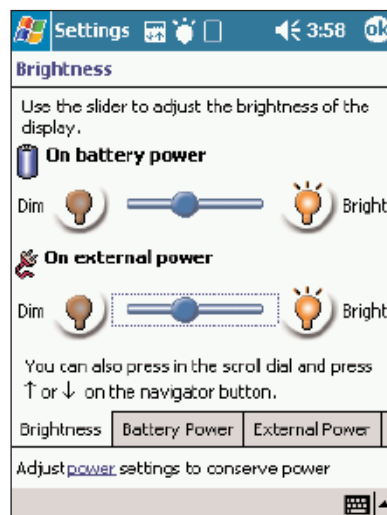 Settings 3:58 ok
Brightness
Use the slider to adjust the brightness of the
display.
On battery power
Dim Bright
On external power
Dim Bright
You can also press in the scroll dial and press
↑ or ↓ on the navigator button.
Brightness Battery Power External Power
Adjust power settings to conserve power